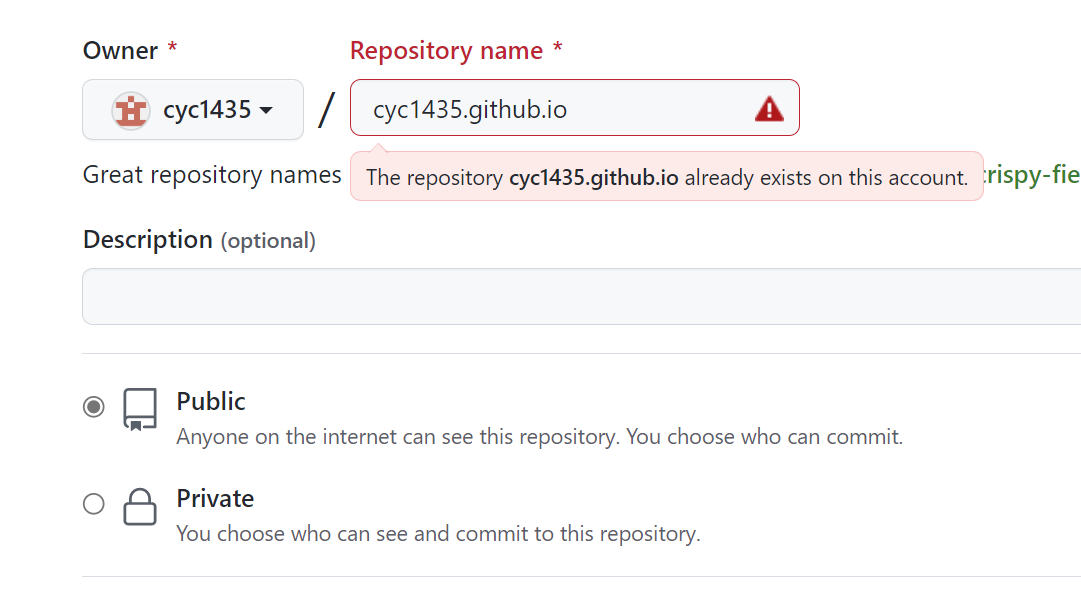 Owner * Repository name *
cyc1435 / cyc1435.github.io
Great repository names The repository cyc1435.github.io already exists on this account.
Description (optional)
Public
Anyone on the internet can see this repository. You choose who can commit.
Private
You choose who can see and commit to this repository.